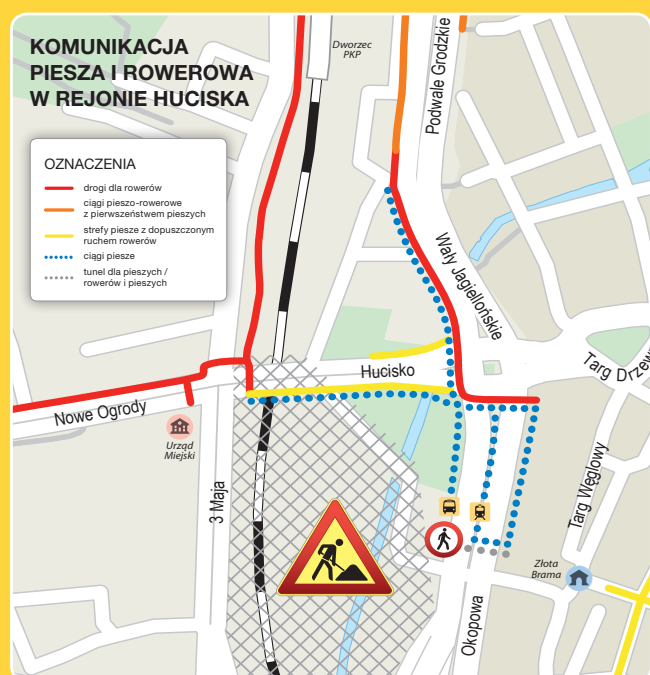 KOMUNIKACJA
PIESZA I ROWEROWA
W REJONIE HUCISKA
OZNACZENIA
drogi dla rowerów
ciągi pieszo-rowerowe
z pierwszeństwem pieszych
strefy piesze z dopuszczonym
ruchem rowerów
ciągi piesze
tunel dla pieszych /
rowerów i pieszych
Dworzec
PKP
Podwale Grodzkie
Wały Jagiellońskie
Hucisko
Targ Drzew
Nowe Ogrody
Urząd
Miejski
3 Maja
Targ Węglowy
Złota
Brama
Okopowa